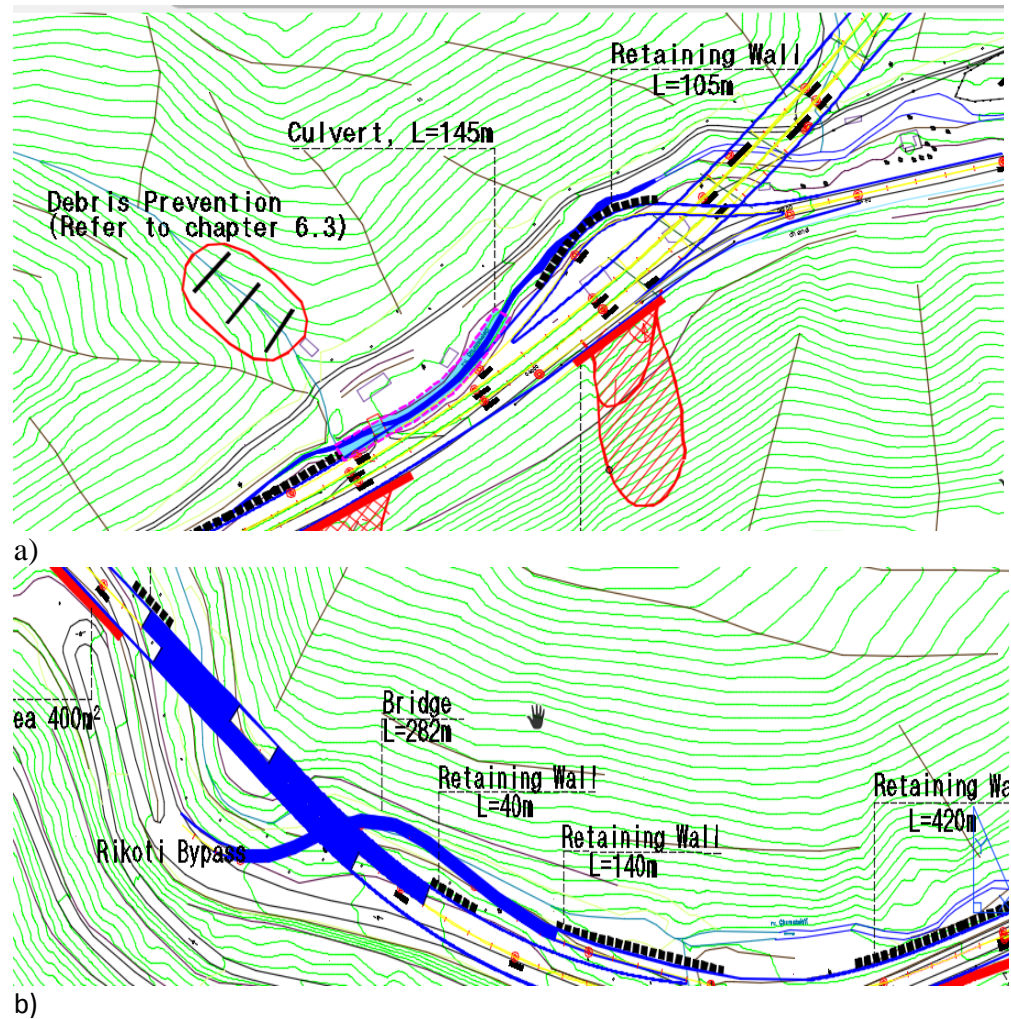 Retaining Wall
L=105m
Culvert, L=145m
Debris Prevention
(Refer to chapter 6.3)
a)
Bridge
L=282m
ea 400m²
Retaining Wall
L=40m
Retaining Wa
L=420m
Retaining Wall
L=140m
Rikoti Bypass
b)